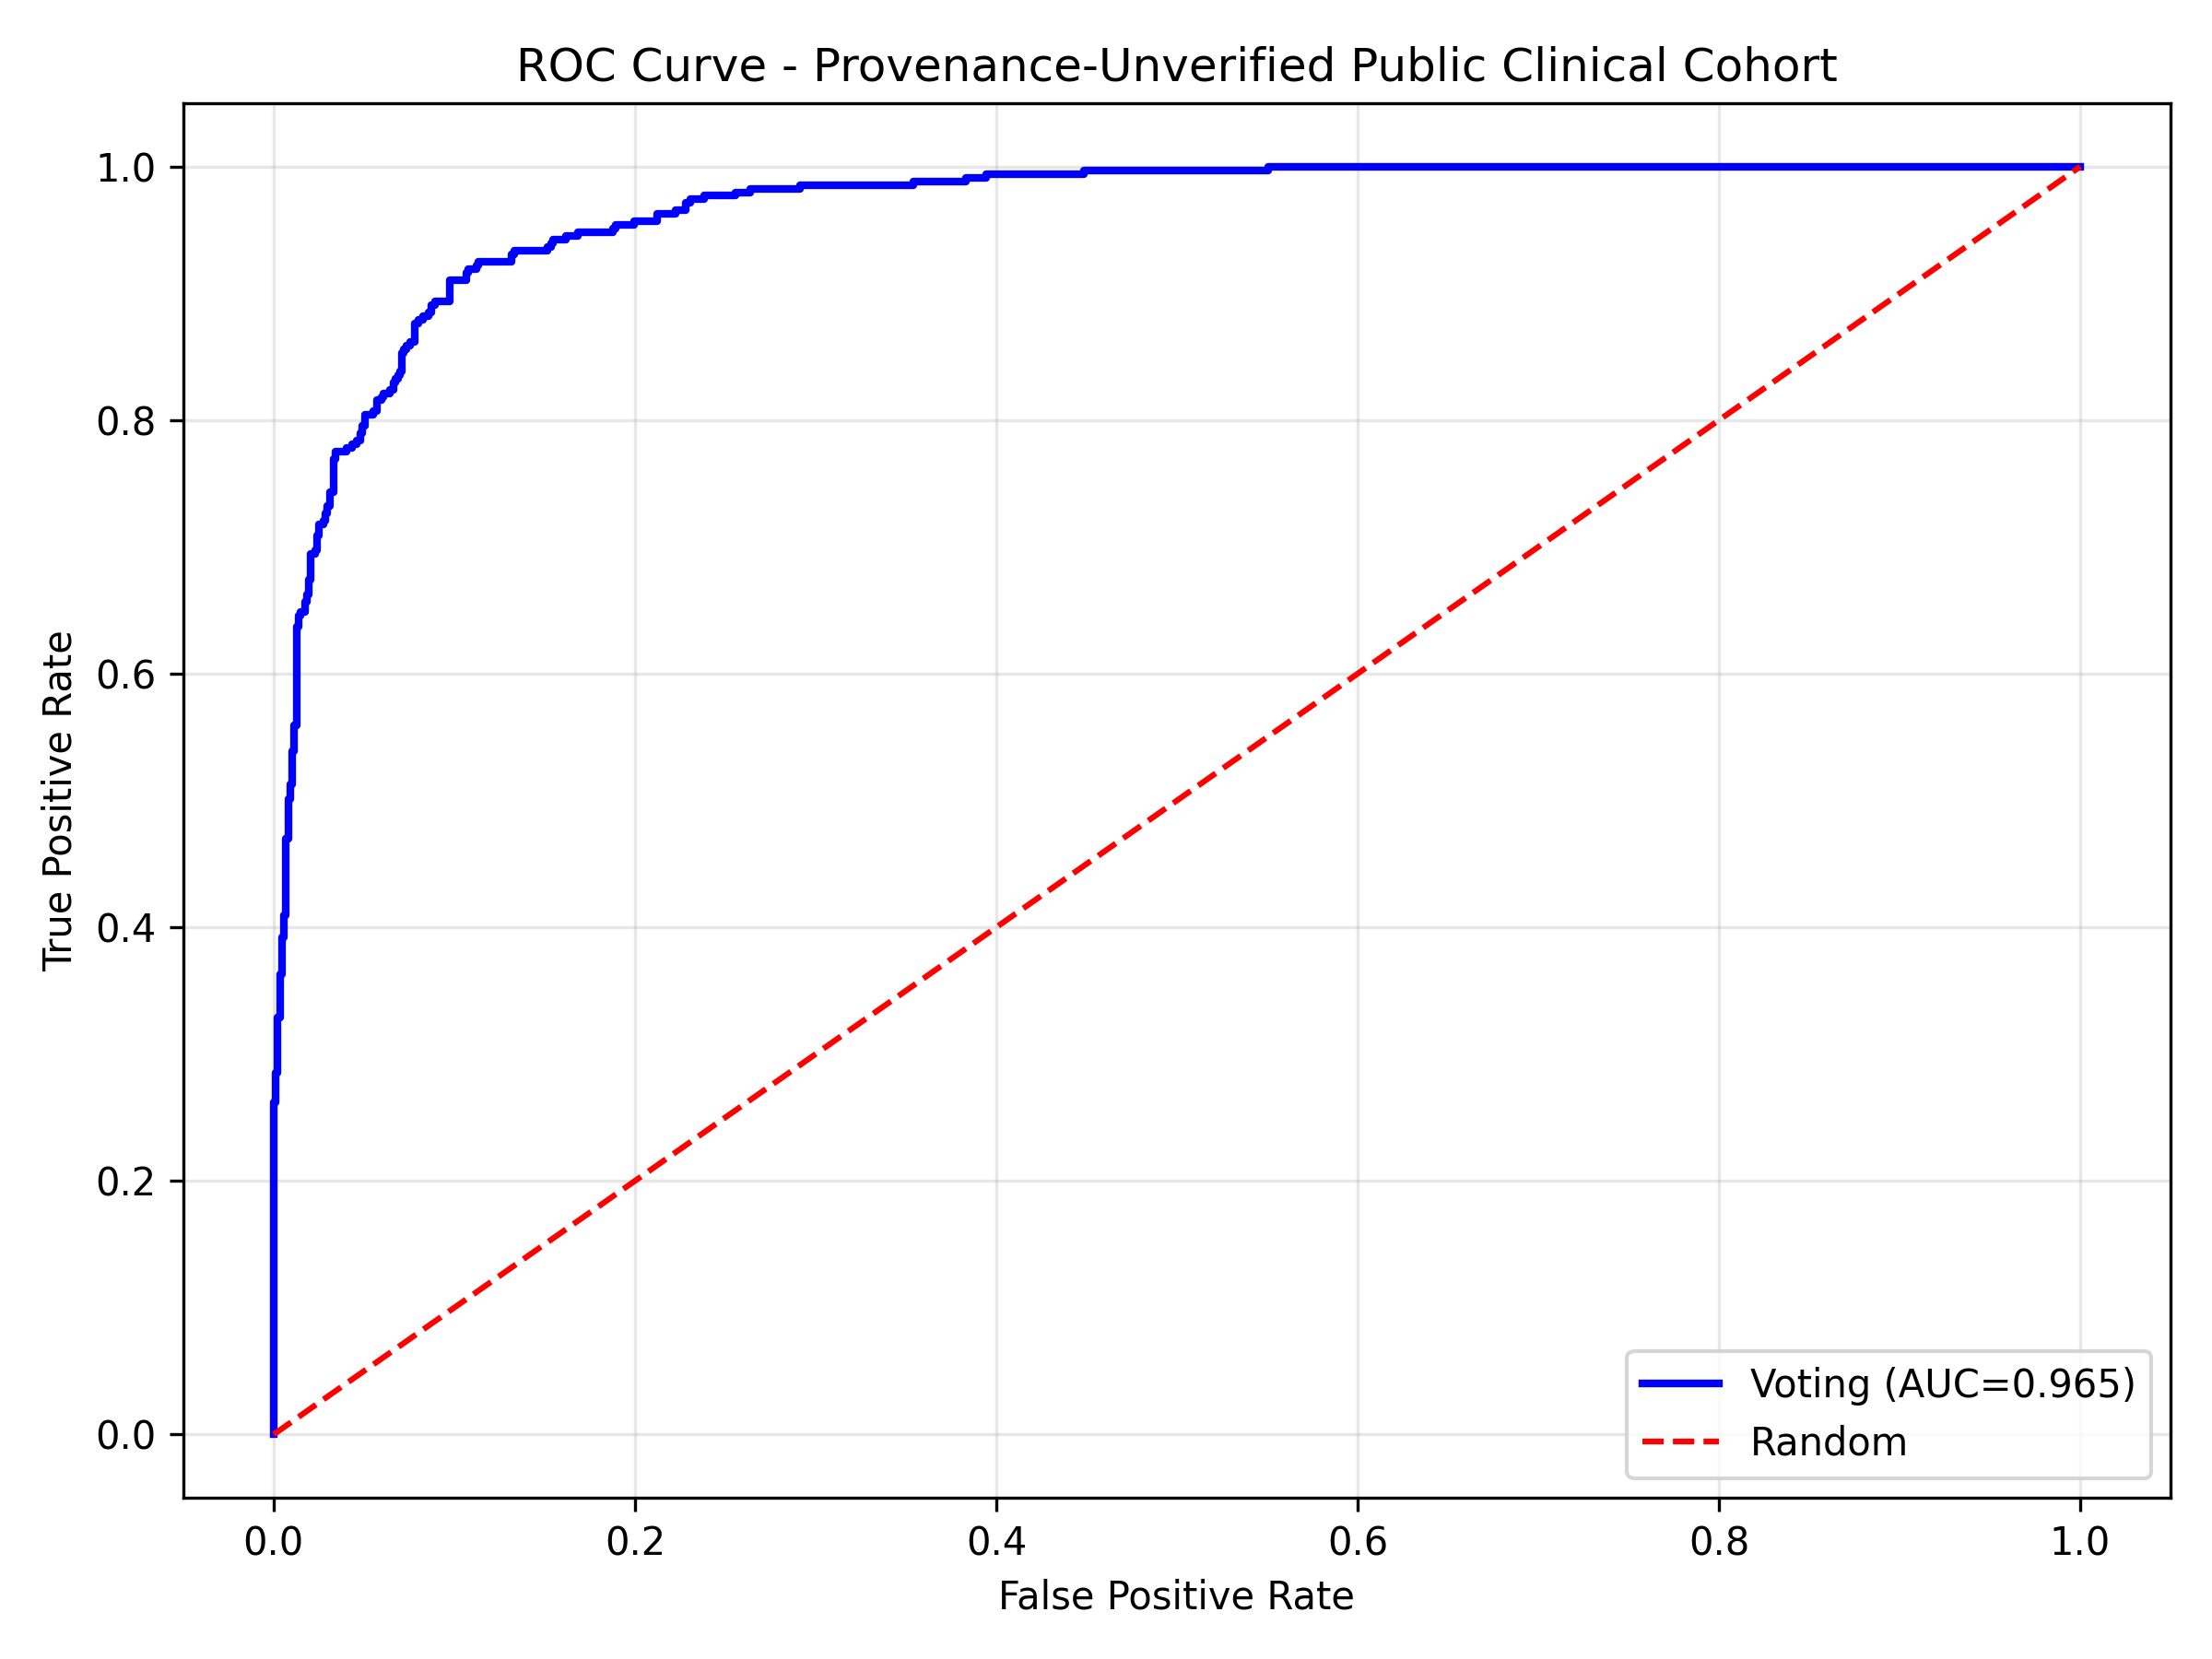 ROC Curve - Provenance-Unverified Public Clinical Cohort
True Positive Rate
1.0
0.8
0.6
0.4
0.2
0.0
Voting (AUC=0.965)
Random
0.0 0.2 0.4 0.6 0.8 1.0
False Positive Rate